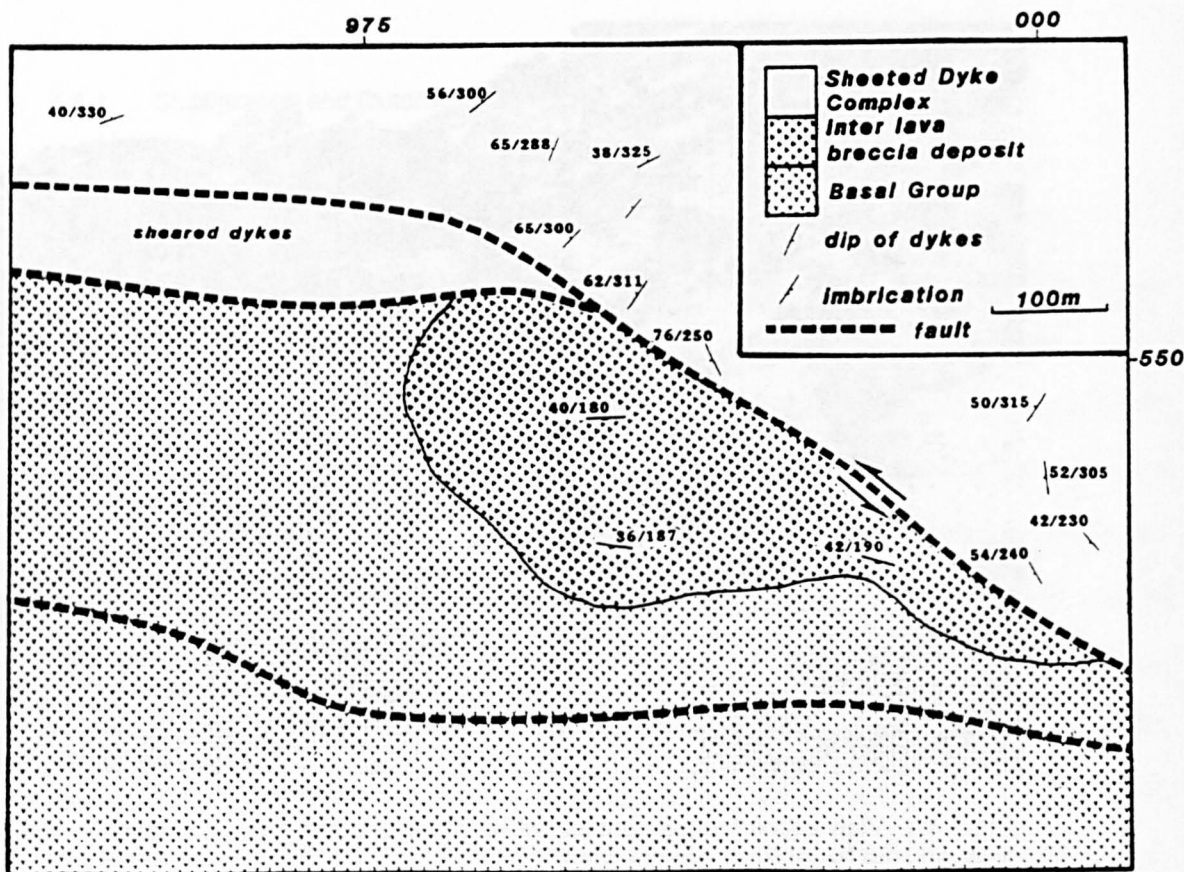 975
000
40/330
56/300
65/288
38/325
65/300
sheared dykes
62/311
76/250
40/180
36/187
42/190
50/315
52/305
42/230
54/240
550
Sheeted Dyke
Complex
Inter lava
breccia deposit
Basal Group
dip of dykes
Imbrication
100m
fault